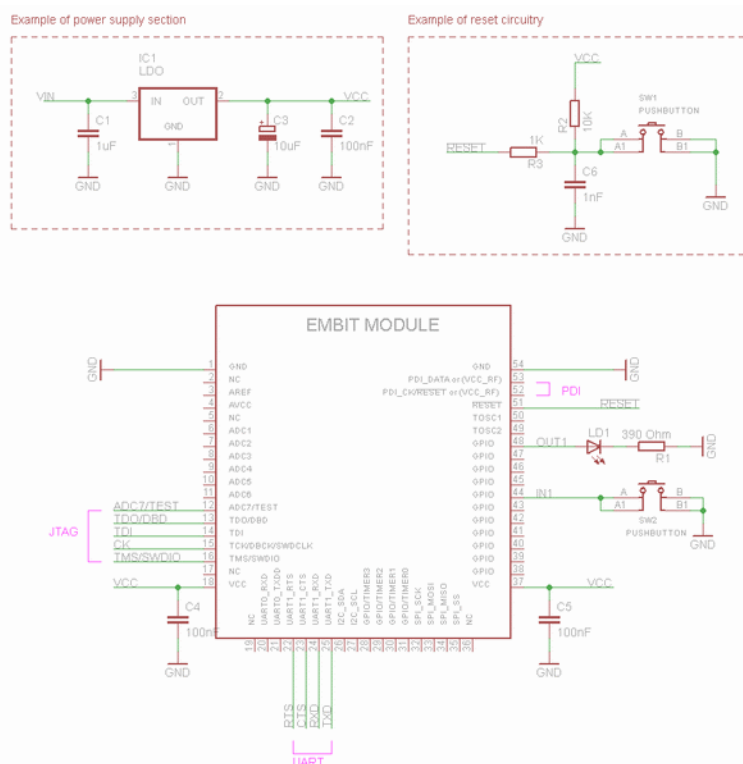 Example of power supply section
Example of reset circuitry
IC1
LDO
VIN
3
IN
OUT
2
VCC
GND
1
C1
1uF
C3
10uF
C2
100nF
GND
GND
GND
GND
VCC
R2
10K
SW1
PUSHBUTTON
RESET
1K
R3
A
A1
B
B1
C6
1nF
GND
GND
EMBIT MODULE
GND
1 GND
2 NC
3 AREF
4 AVCC
5 NC
6 ADC1
7 ADC2
8 ADC3
9 ADC4
10 ADC5
11 ADC6
ADC7/TEST 12 ADC7/TEST
TDO/DBD 13 TDO/DBD
JTAG
TDI 14 TDI
CK 15 TCK/DBCK/SWDCLK
TMS/SWDIO 16 TMS/SWDIO
17 NC
VCC 18 VCC
C4
100nF
GND
GND 54
GND
PDI_DATA or(VCC_RF) 53
PDI_CK/RESET or(VCC_RF) 52
PDI
RESET 51 RESET
TOSC1 50
TOSC2 49
GPIO 48 OUT1
LD1
390 Ohm
R1
GND
GPIO 47
GPIO 46
GPIO 45
GPIO 44 IN1
A
A1
B
B1
SW2
PUSHBUTTON
GND
GPIO 43
GPIO 42
GPIO 41
GPIO 40
GPIO 39
GPIO 38
VCC 37 VCC
C5
100nF
GND
NC 19
UART0_RXD 20
UART0_TXDD 21
UART1_RTS 22
UART1_CTS 23
UART1_RXD 24
UART1_TXD 25
I2C_SDA 26
I2C_SCL 27
GPIO/TIMER3 28
GPIO/TIMER2 29
GPIO/TIMER1 30
GPIO/TIMER0 31
SPI_SCK 32
SPI_MOSI 33
SPI_MISO 34
SPI_SS 35
NC 36
RTS
CTS
RXD
TXD
UART